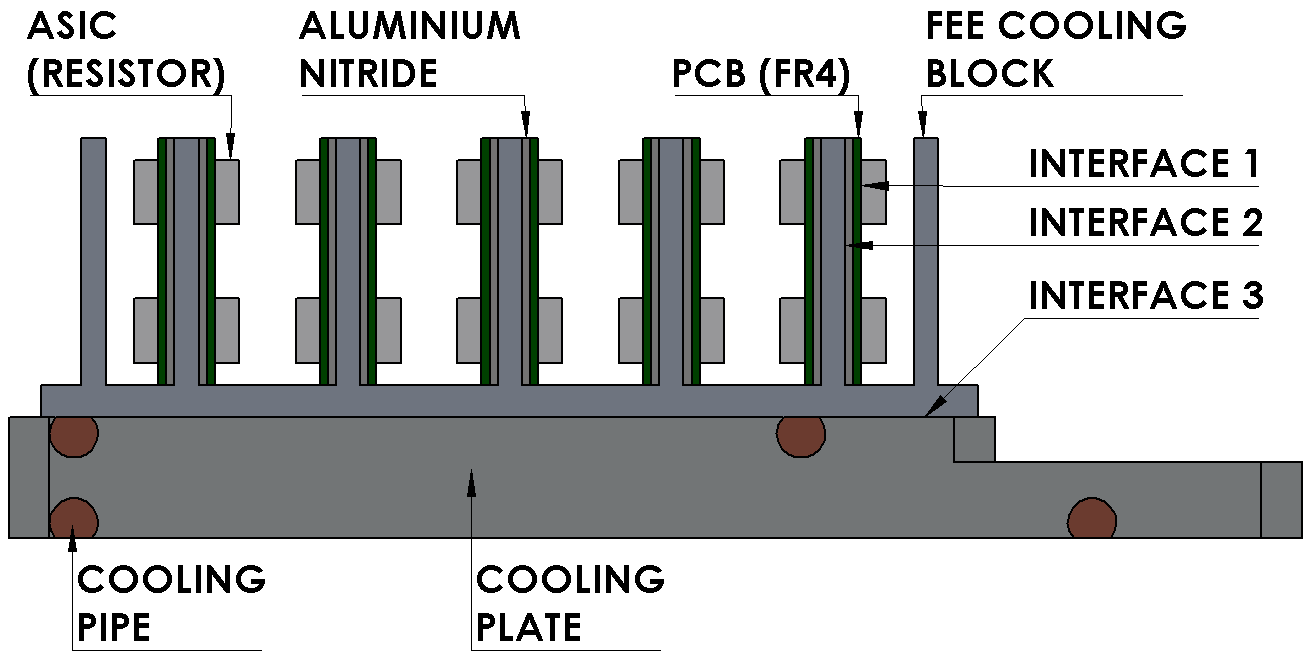 ASIC
(RESISTOR)
ALUMINIUM
NITRIDE
PCB (FR4)
FEE COOLING
BLOCK
INTERFACE 1
INTERFACE 2
INTERFACE 3
COOLING
PIPE
COOLING
PLATE